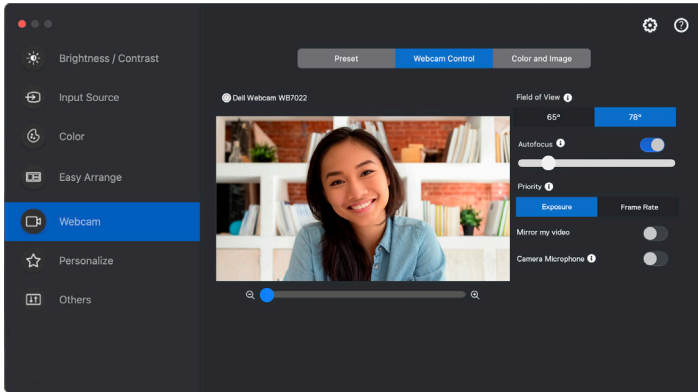 Brightness / Contrast
Input Source
Color
Easy Arrange
Webcam
Personalize
Others
Preset
Webcam Control
Color and Image
Dell Webcam WB7022
Field of View
65°
78°
Autofocus
Priority
Exposure
Frame Rate
Mirror my video
Camera Microphone